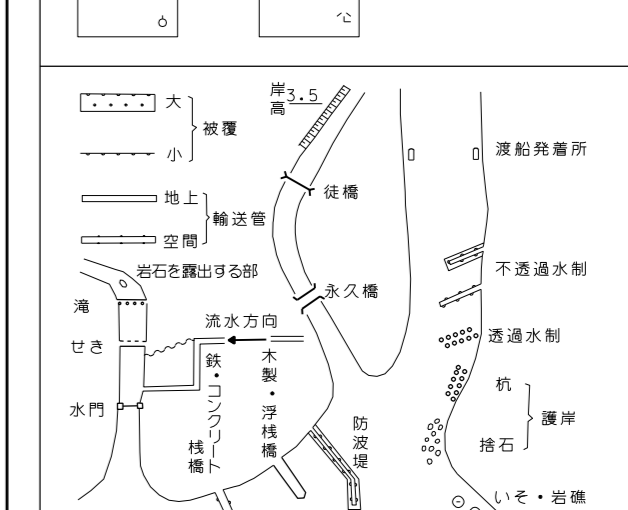 大
被覆
小
地上
輸送管
空間
岩石を露出する部
滝
せき
水門
岸高 3.5
徒橋
永久橋
流水方向
鉄・コンクリート桟橋
木製・浮桟橋
防波堤
渡船発着所
不透過水制
透過水制
杭
護岸
捨石
いそ・岩礁